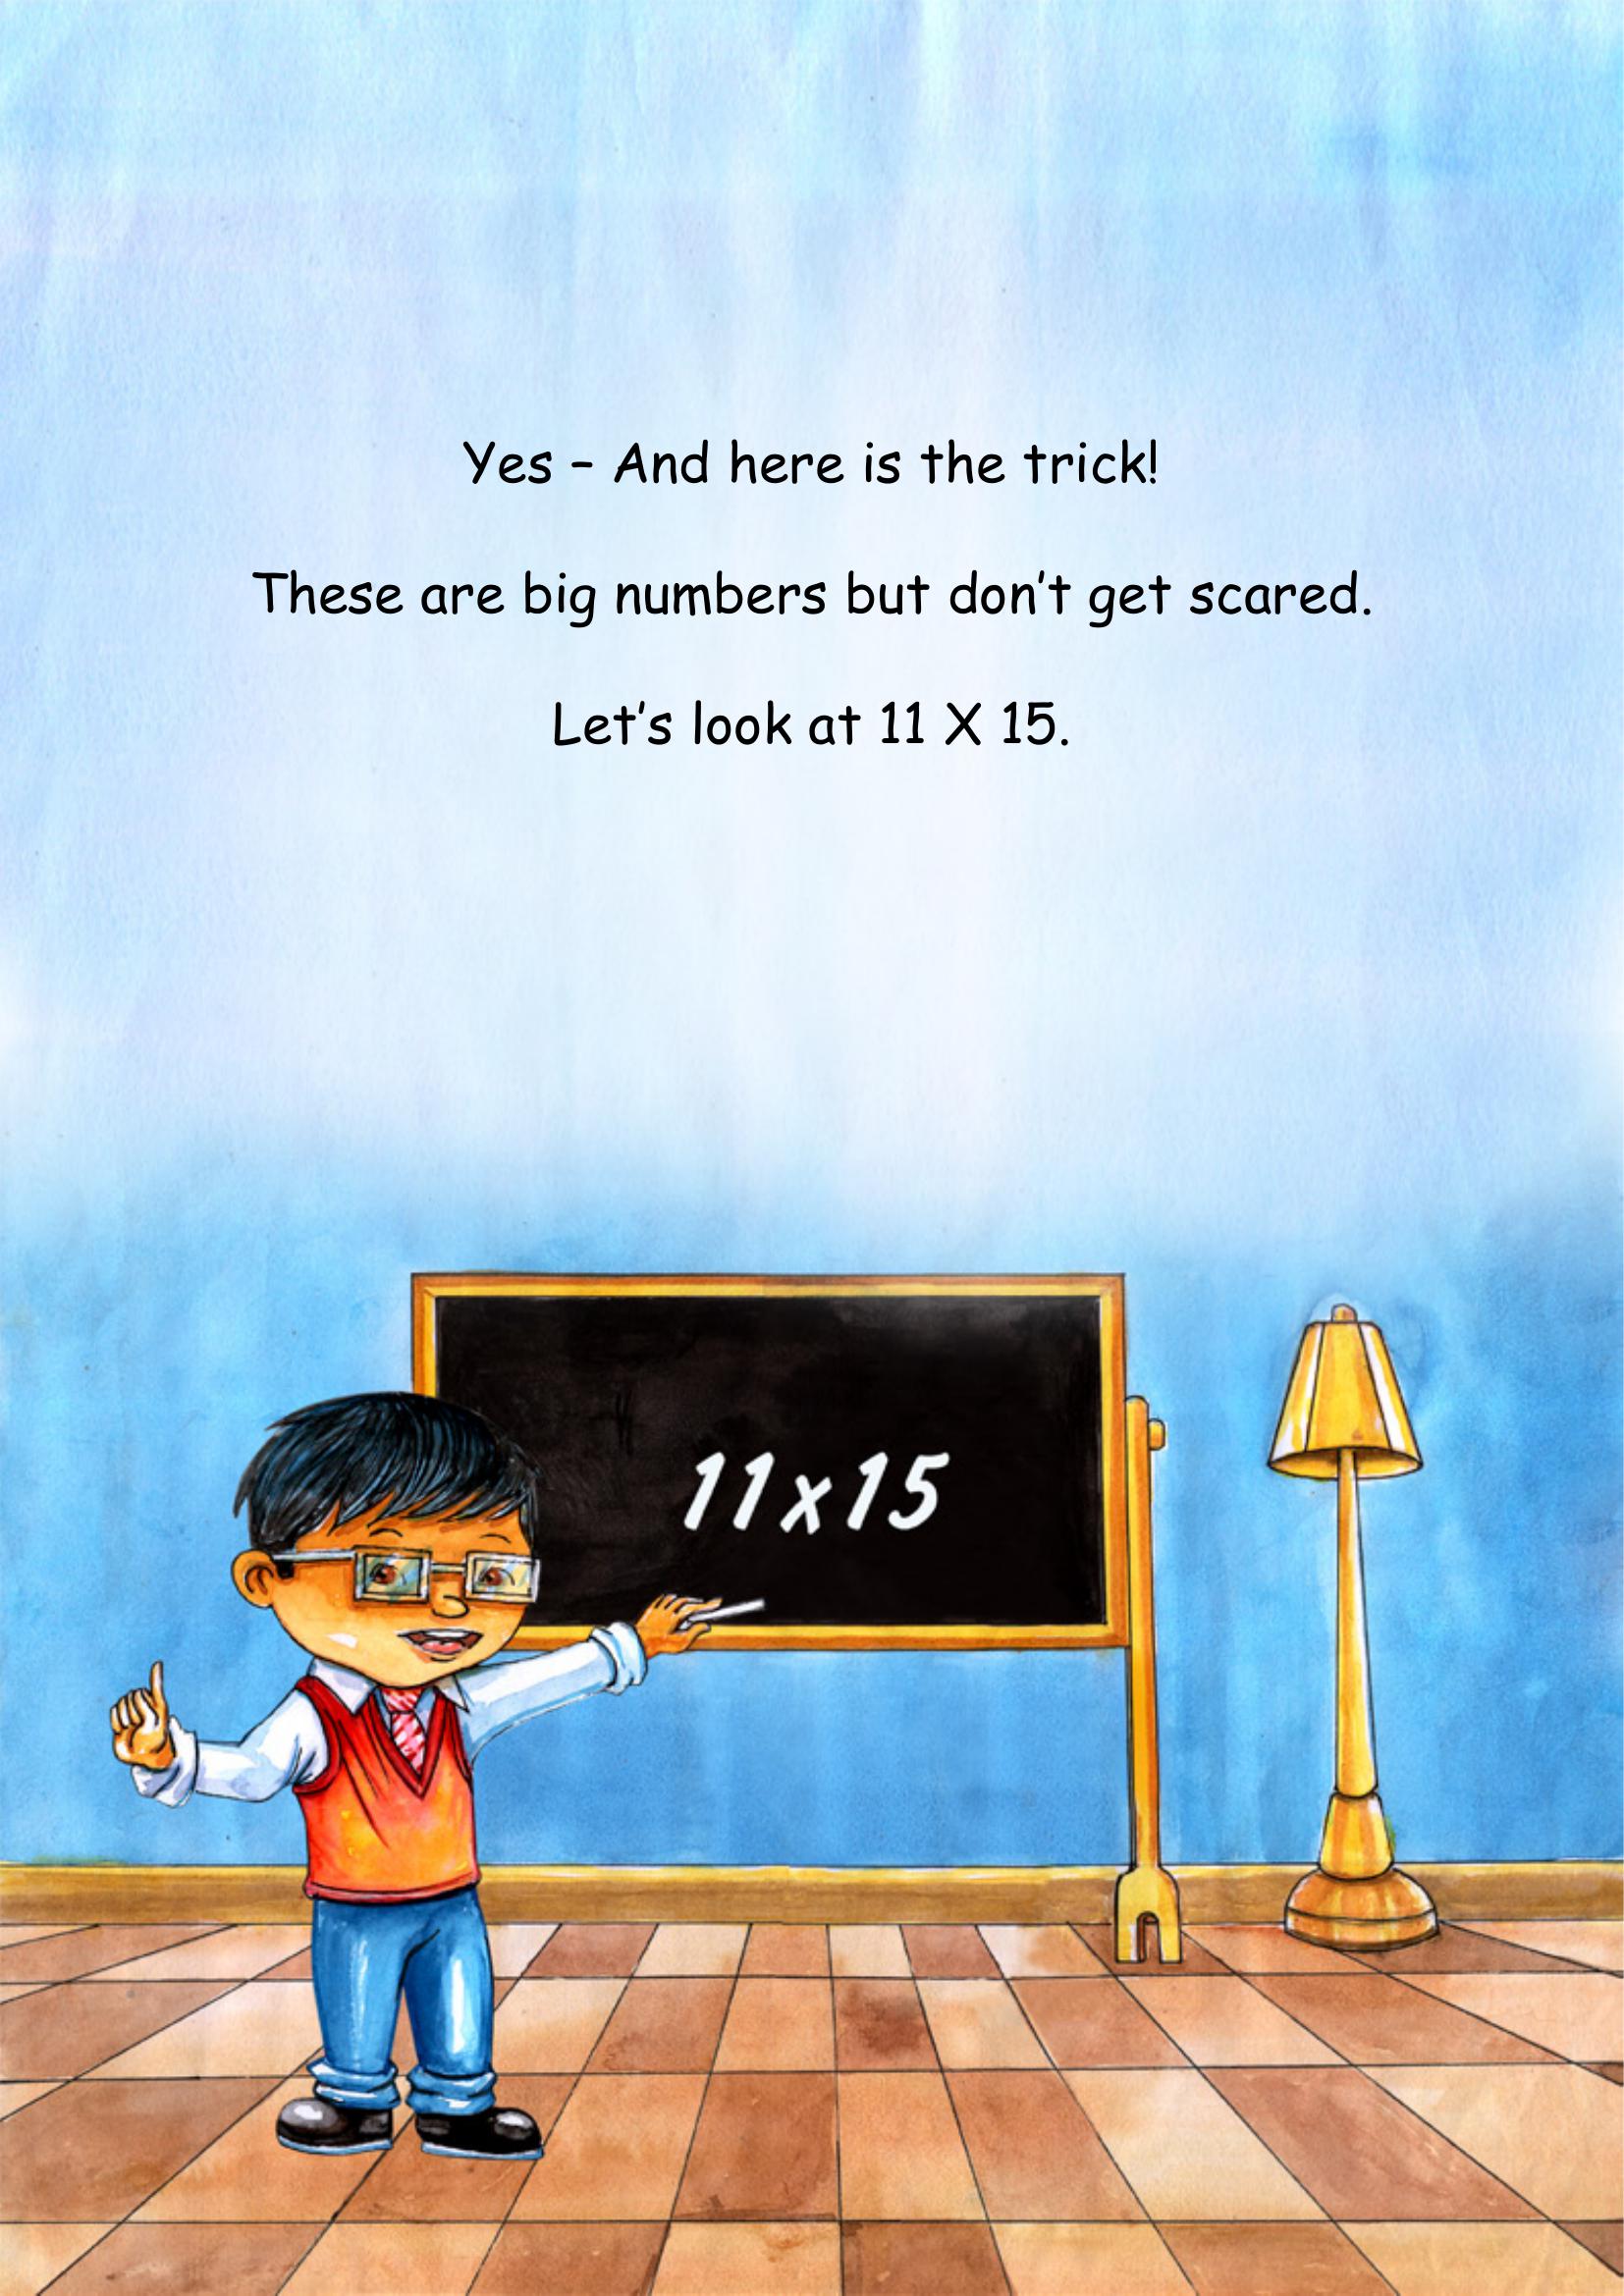 Yes – And here is the trick!
These are big numbers but don’t get scared.
Let’s look at 11 X 15.
11x15